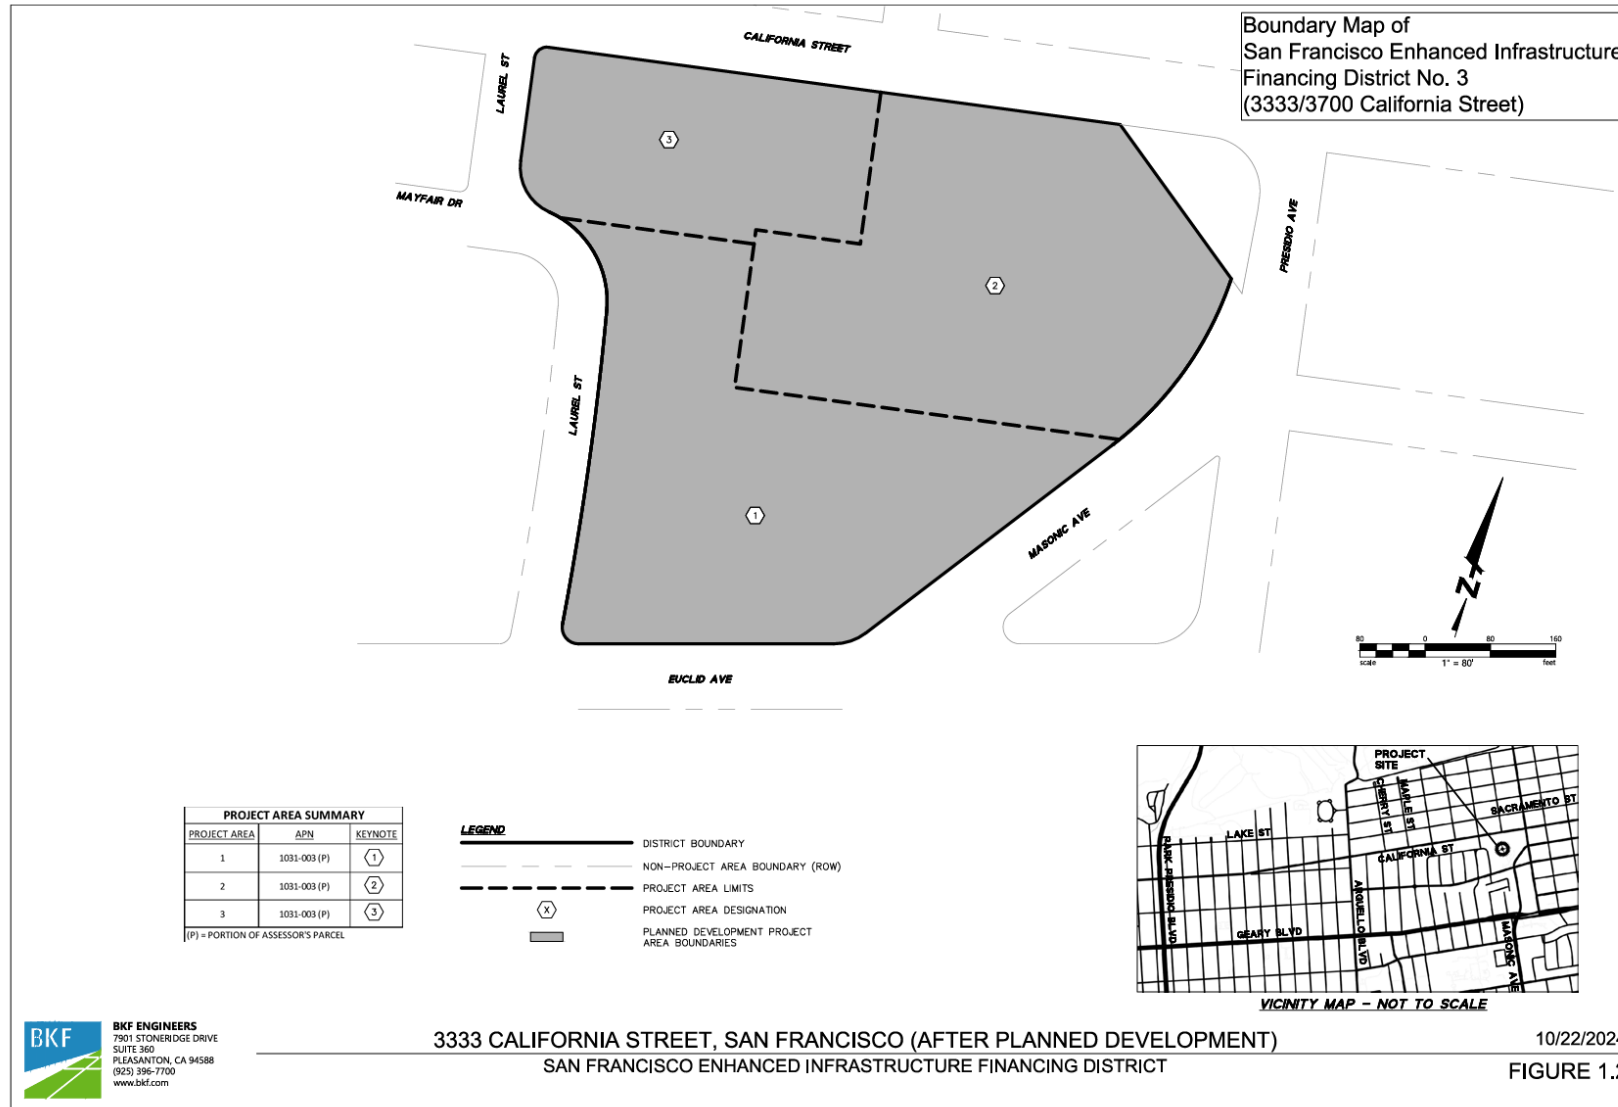 Boundary Map of
San Francisco Enhanced Infrastructure
Financing District No. 3
(3333/3700 California Street)
CALIFORNIA STREET
LAUREL ST
MAYFAIR DR
PRESIDIO AVE
LAUREL ST
MASONIC AVE
EUCLID AVE
3
2
1
N
80 0 80 160
scale 1" = 80' feet
PROJECT AREA SUMMARY
PROJECT AREA APN KEYNOTE
1 1031-003 (P) 1
2 1031-003 (P) 2
3 1031-003 (P) 3
(P) = PORTION OF ASSESSOR'S PARCEL
LEGEND
DISTRICT BOUNDARY
NON-PROJECT AREA BOUNDARY (ROW)
PROJECT AREA LIMITS
X PROJECT AREA DESIGNATION
PLANNED DEVELOPMENT PROJECT
AREA BOUNDARIES
PROJECT
SITE
CHERRY ST
MAPLE ST
SACRAMENTO ST
LAKE ST
CALIFORNIA ST
PARK PRESIDIO BLVD
ARGUELLO BLVD
GEARY BLVD
MASONIC AVE
VICINITY MAP - NOT TO SCALE
BKF
BKF ENGINEERS
7901 STONERIDGE DRIVE
SUITE 360
PLEASANTON, CA 94588
(925) 396-7700
www.bkf.com
3333 CALIFORNIA STREET, SAN FRANCISCO (AFTER PLANNED DEVELOPMENT)
SAN FRANCISCO ENHANCED INFRASTRUCTURE FINANCING DISTRICT
10/22/2024
FIGURE 1.2